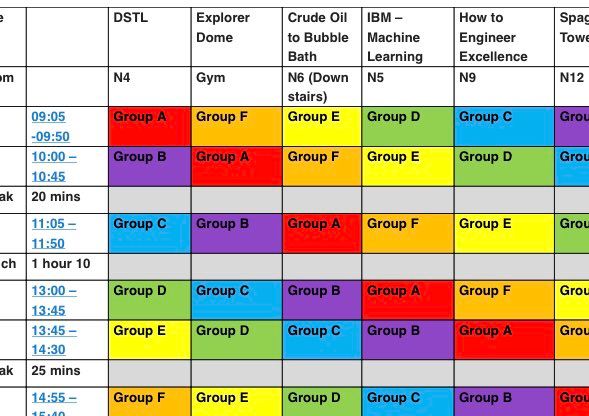 e DSTL Explorer Crude Oil IBM – How to Spag
Dome to Bubble Machine Engineer Towe
Bath Learning Excellence
om N4 Gym N6 (Down N5 N9 N12
stairs)
09:05 Group A Group F Group E Group D Group C Grou
-09:50
10:00 – Group B Group A Group F Group E Group D Grou
10:45
ak 20 mins
11:05 – Group C Group B Group A Group F Group E Grou
11:50
ch 1 hour 10
13:00 – Group D Group C Group B Group A Group F Grou
13:45
13:45 – Group E Group D Group C Group B Group A Grou
14:30
ak 25 mins
14:55 – Group F Group E Group D Group C Group B Grou
15:40